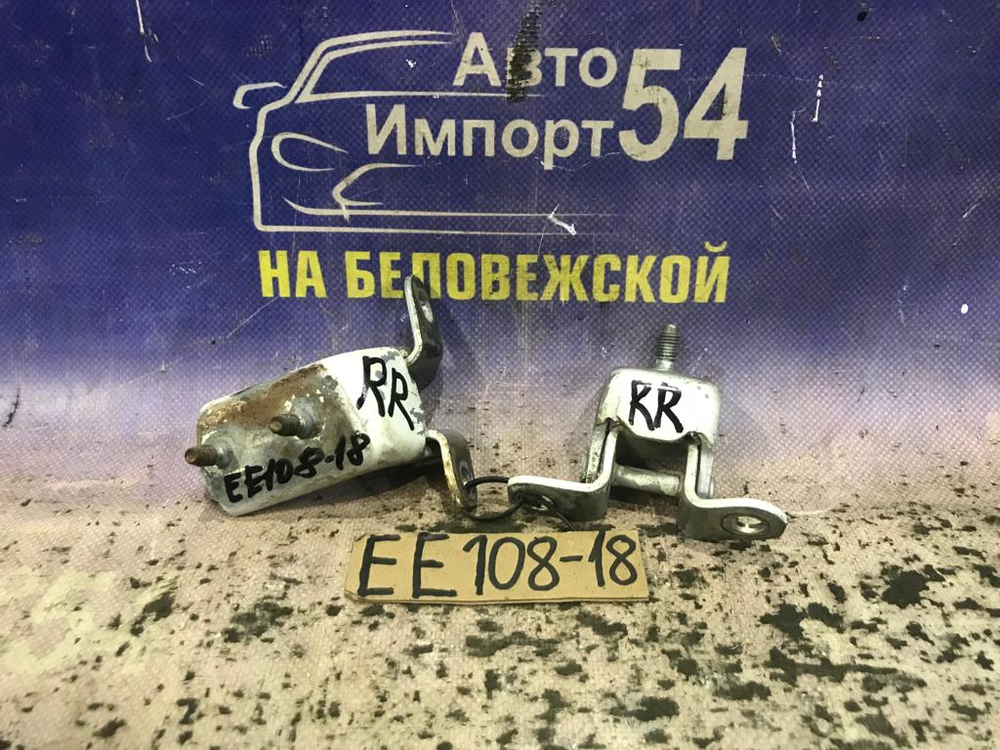 Авто
Импорт54
НА БЕЛОВЕЖСКОЙ
RR
EE108-18
RR
EE108-18